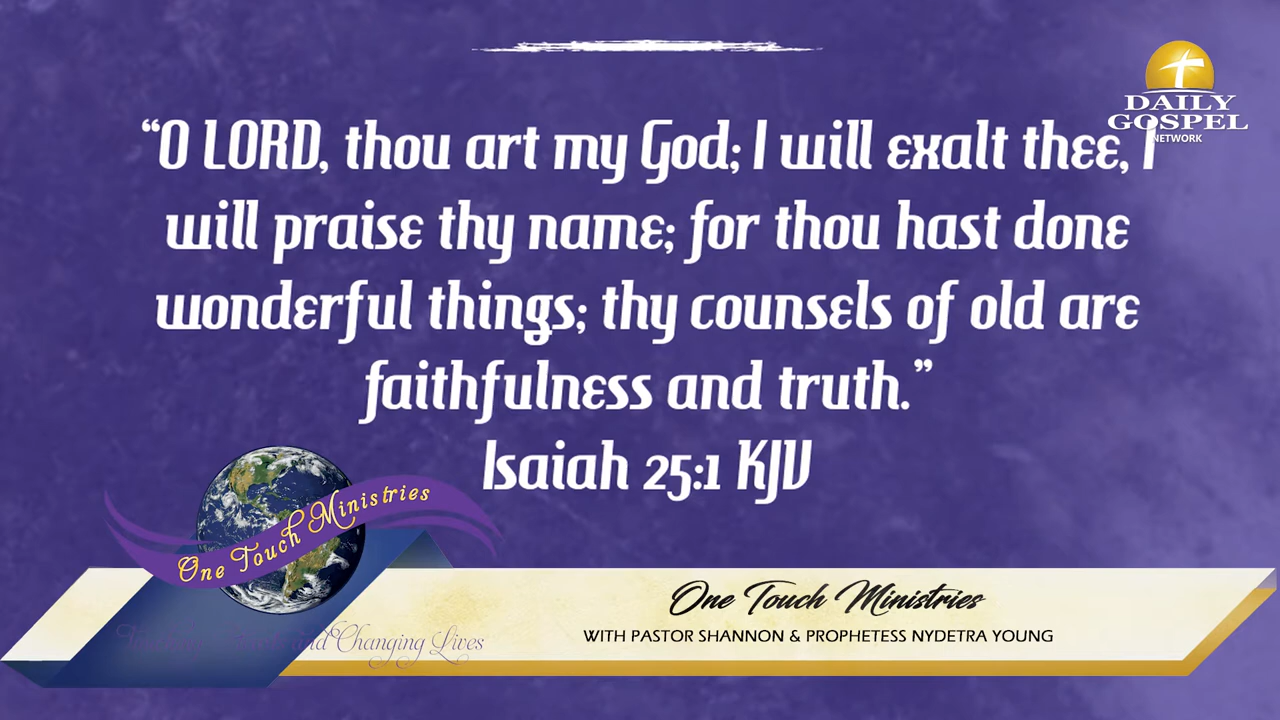 “O LORD, thou art my God; I will exalt thee, I
will praise thy name; for thou hast done
wonderful things; thy counsels of old are
faithfulness and truth.”
Isaiah 25:1 KJV
DAILY
GOSPEL
NETWORK
One Touch Ministries
and Changing Lives
One Touch Ministries
WITH PASTOR SHANNON & PROPHETESS NYDETRA YOUNG